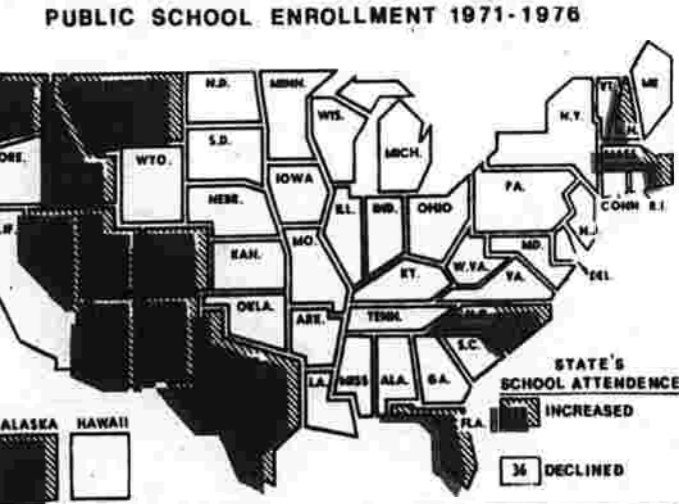 PUBLIC SCHOOL ENROLLMENT 1971-1976
N.D. MINN. VT. ME
WIS. N.Y. N.H.
ORE. WYO. S.D. MICH. MASS
IOWA PA. CONN R.I.
NEBR. ILL. IND. OHIO N.J.
IF. KAN. MO. W.VA. MD. DEL.
KY. VA.
OKLA. ARK. TENN. N.C.
S.C.
LA. MISS ALA. GA.
STATE'S
SCHOOL ATTENDENCE
ALASKA HAWAII FLA. INCREASED
36 DECLINED